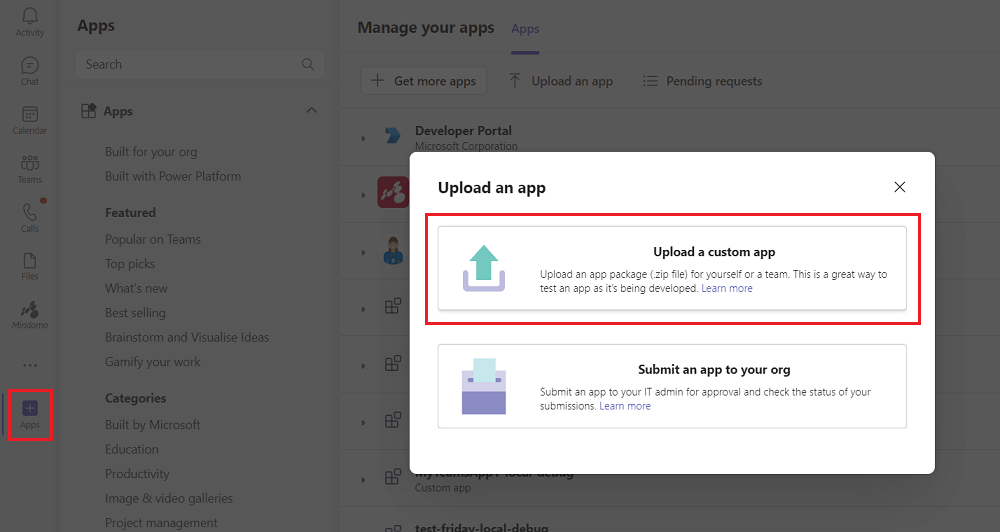 Activity
Chat
Calendar
Teams
Calls
Files
Mindomo
...
Apps
Apps
Search
Apps
Built for your org
Built with Power Platform
Featured
Popular on Teams
Top picks
What's new
Best selling
Brainstorm and Visualise Ideas
Gamify your work
Categories
Built by Microsoft
Education
Productivity
Image & video galleries
Project management
Manage your apps Apps
Get more apps Upload an app Pending requests
Developer Portal
Microsoft Corporation
Upload an app
Upload a custom app
Upload an app package (.zip file) for yourself or a team. This is a great way to
test an app as it's being developed. Learn more
Submit an app to your org
Submit an app to your IT admin for approval and check the status of your
submissions. Learn more
MyTeamsApp1-local-debug
Custom app
test-friday-local-debug